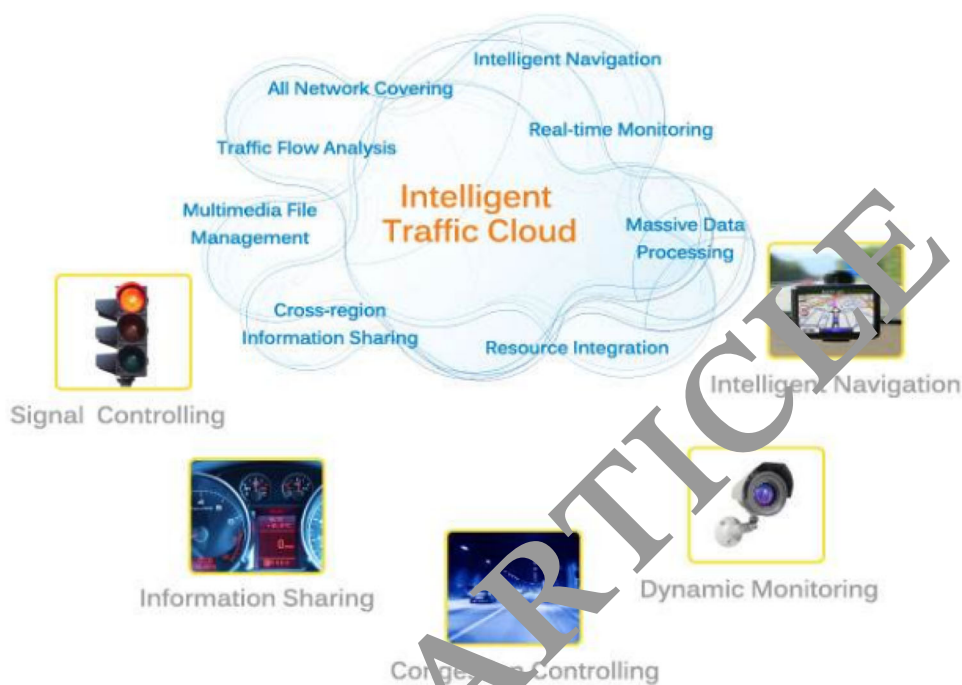 Intelligent Navigation
All Network Covering
Real-time Monitoring
Traffic Flow Analysis
Intelligent
Traffic Cloud
Multimedia File
Management
Massive Data
Processing
Cross-region
Information Sharing
Resource Integration
Intelligent Navigation
Signal Controlling
Dynamic Monitoring
Information Sharing
Controlling
ARTICLE